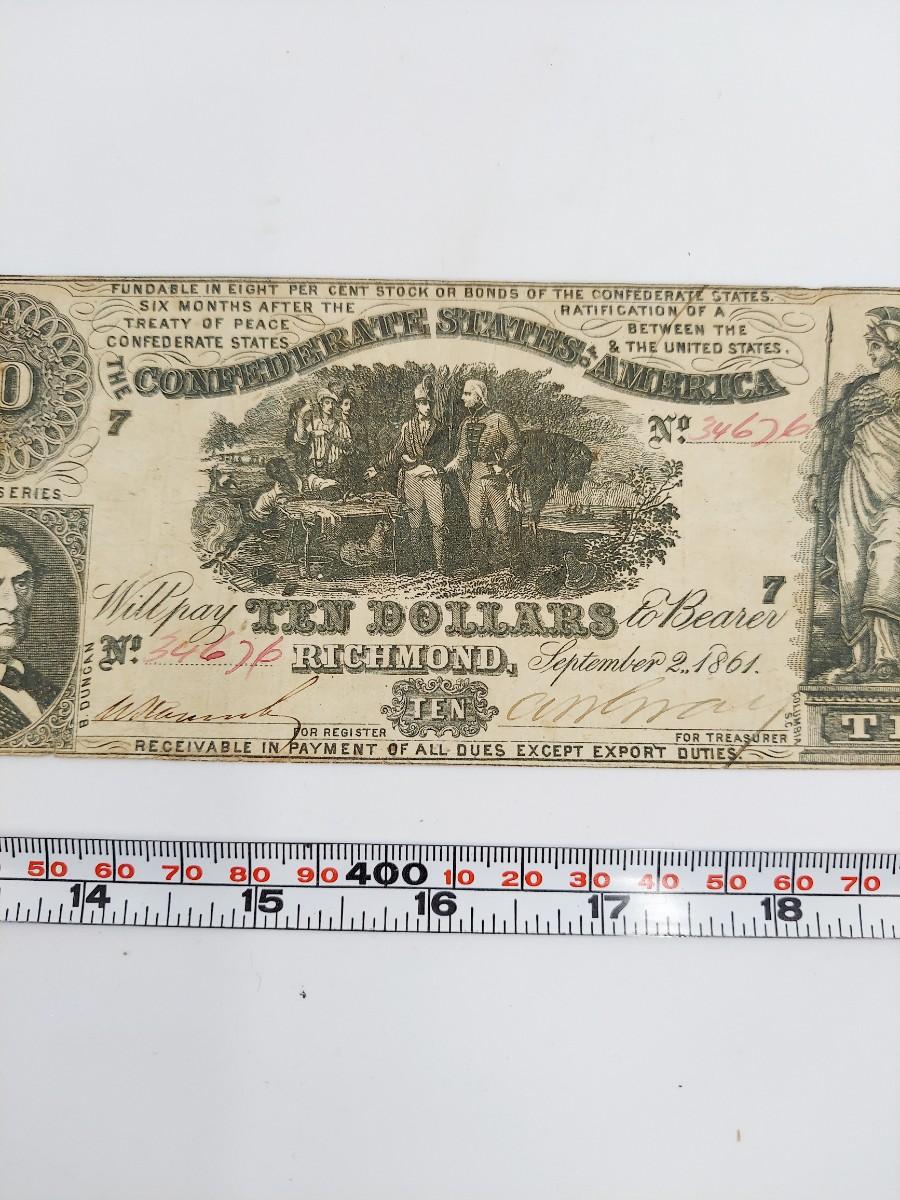 FUNDABLE IN EIGHT PER CENT STOCK OR BONDS OF THE CONFEDERATE STATES.
SIX MONTHS AFTER THE RATIFICATION OF A
TREATY OF PEACE BETWEEN THE
CONFEDERATE STATES & THE UNITED STATES.
THE CONFEDERATE STATES OF AMERICA
7
Nº 34676
0
SERIES
7
Will pay TEN DOLLARS to Bearer
Nº 34676 RICHMOND, September 2, 1861.
B. DUNCAN
TEN
COLUMBIA S.C.
FOR REGISTER FOR TREASURER
TE
RECEIVABLE IN PAYMENT OF ALL DUES EXCEPT EXPORT DUTIES.
50 60 70 80 90 400 10 20 30 40 50 60 70
14 15 16 17 18